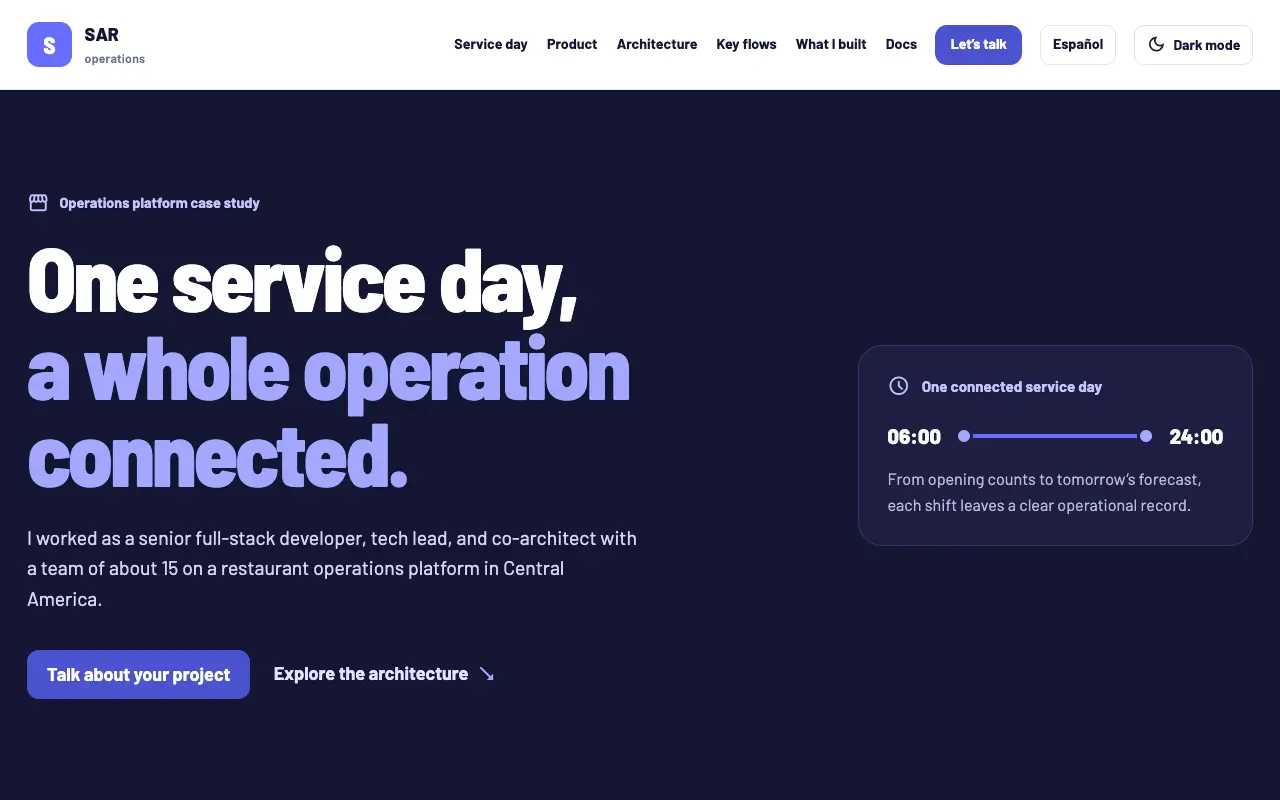 S
SAR
operations
Service day
Product
Architecture
Key flows
What I built
Docs
Let’s talk
Español
Dark mode
Operations platform case study
One service day,
a whole operation
connected.
I worked as a senior full-stack developer, tech lead, and co-architect with
a team of about 15 on a restaurant operations platform in Central
America.
Talk about your project
Explore the architecture ↘
One connected service day
06:00
24:00
From opening counts to tomorrow’s forecast,
each shift leaves a clear operational record.